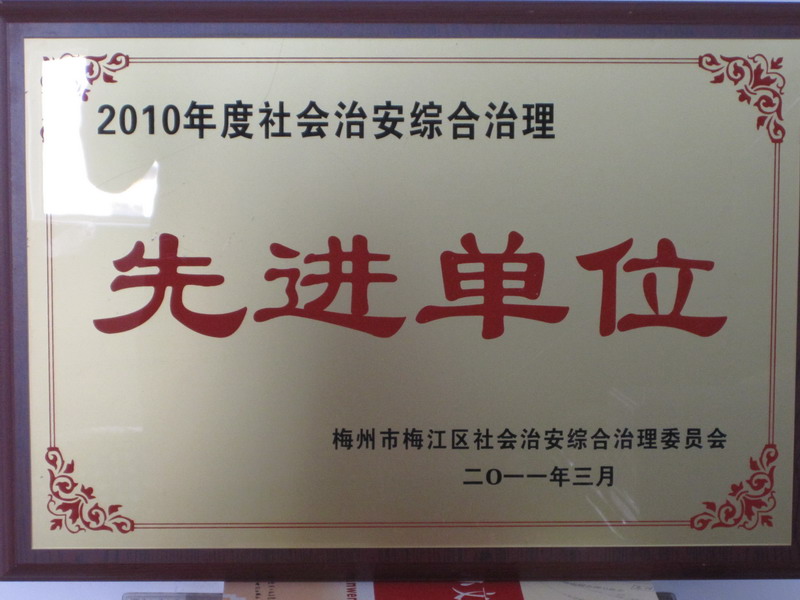 2010年度社会治安综合治理
先进单位
梅州市梅江区社会治安综合治理委员会
二O一一年三月